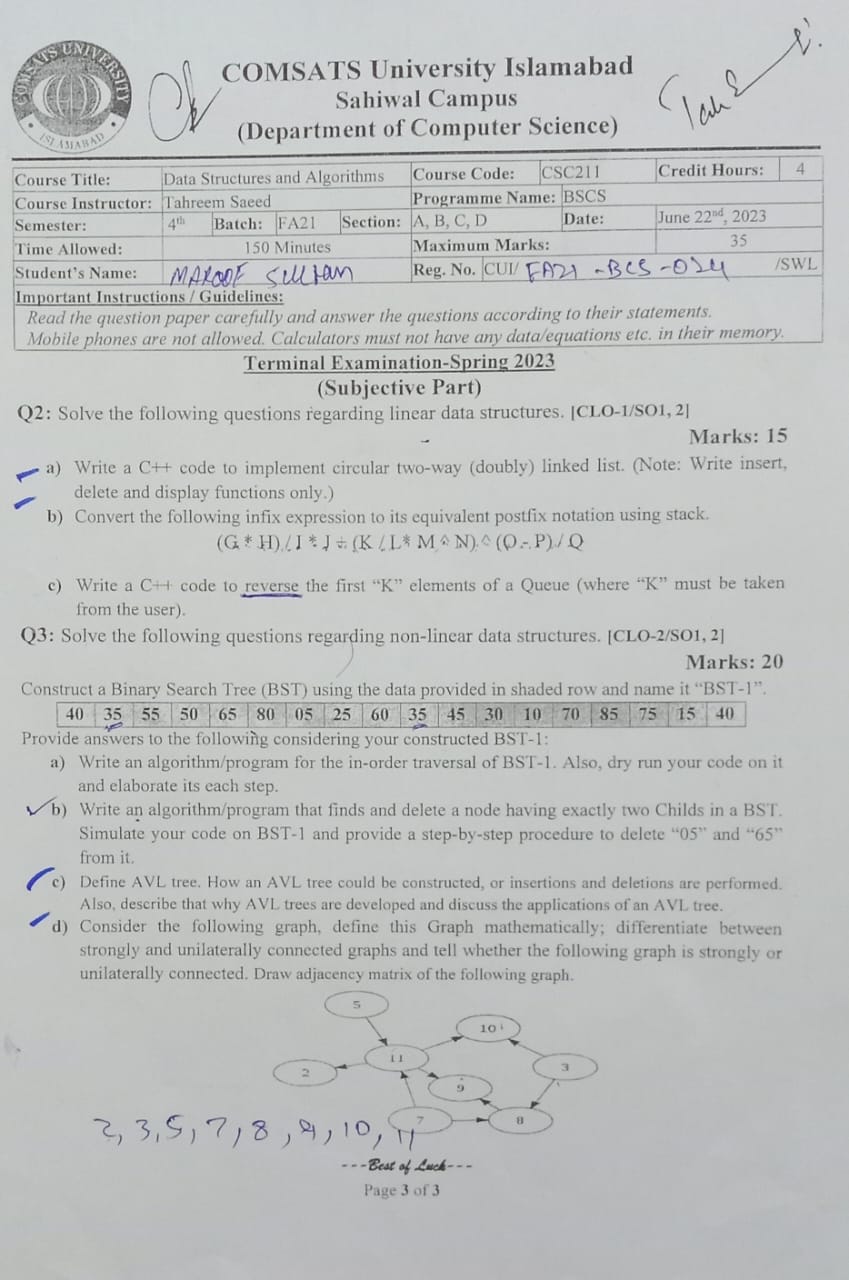 COMSATS UNIVERSITY
ISLAMABAD
COMSATS University Islamabad
Sahiwal Campus
(Department of Computer Science)
Course Title: Data Structures and Algorithms Course Code: CSC211 Credit Hours: 4
Course Instructor: Tahreem Saeed Programme Name: BSCS
Semester: 4th Batch: FA21 Section: A, B, C, D Date: June 22nd, 2023
Time Allowed: 150 Minutes Maximum Marks: 35
Student's Name: MAROOF Sultan Reg. No. CUI/ FA21 -BCS-024 /SWL
Important Instructions / Guidelines:
Read the question paper carefully and answer the questions according to their statements.
Mobile phones are not allowed. Calculators must not have any data/equations etc. in their memory.
Terminal Examination-Spring 2023
(Subjective Part)
Q2: Solve the following questions regarding linear data structures. [CLO-1/SO1, 2]
Marks: 15
a) Write a C++ code to implement circular two-way (doubly) linked list. (Note: Write insert,
delete and display functions only.)
b) Convert the following infix expression to its equivalent postfix notation using stack.
(G * H) / I * J ÷ (K / L* M ^ N) ^ (O - P) / Q
c) Write a C++ code to reverse the first “K” elements of a Queue (where “K” must be taken
from the user).
Q3: Solve the following questions regarding non-linear data structures. [CLO-2/SO1, 2]
Marks: 20
Construct a Binary Search Tree (BST) using the data provided in shaded row and name it “BST-1”.
40 35 55 50 65 80 05 25 60 35 45 30 10 70 85 75 15 40
Provide answers to the following considering your constructed BST-1:
a) Write an algorithm/program for the in-order traversal of BST-1. Also, dry run your code on it
and elaborate its each step.
b) Write an algorithm/program that finds and delete a node having exactly two Childs in a BST.
Simulate your code on BST-1 and provide a step-by-step procedure to delete “05” and “65”
from it.
c) Define AVL tree. How an AVL tree could be constructed, or insertions and deletions are performed.
Also, describe that why AVL trees are developed and discuss the applications of an AVL tree.
d) Consider the following graph, define this Graph mathematically; differentiate between
strongly and unilaterally connected graphs and tell whether the following graph is strongly or
unilaterally connected. Draw adjacency matrix of the following graph.
5
10
11
2
3
9
7
8
2, 3, 5, 7, 8, 9, 10, 11
---Best of Luck---
Page 3 of 3